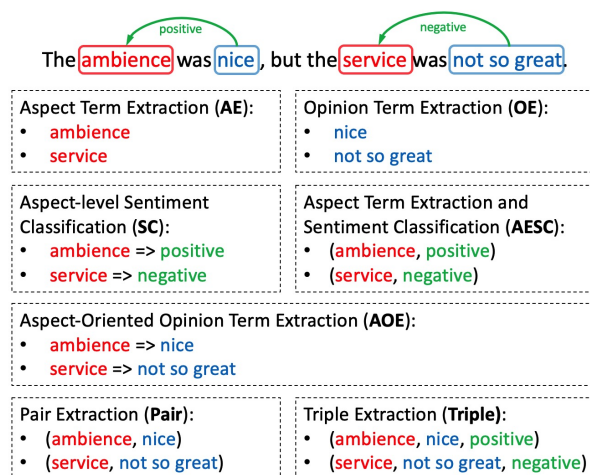 positive
negative
The ambience was nice, but the service was not so great.
Aspect Term Extraction (AE):
• ambience
• service
Opinion Term Extraction (OE):
• nice
• not so great
Aspect-level Sentiment
Classification (SC):
• ambience => positive
• service => negative
Aspect Term Extraction and
Sentiment Classification (AESC):
• (ambience, positive)
• (service, negative)
Aspect-Oriented Opinion Term Extraction (AOE):
• ambience => nice
• service => not so great
Pair Extraction (Pair):
• (ambience, nice)
• (service, not so great)
Triple Extraction (Triple):
• (ambience, nice, positive)
• (service, not so great, negative)